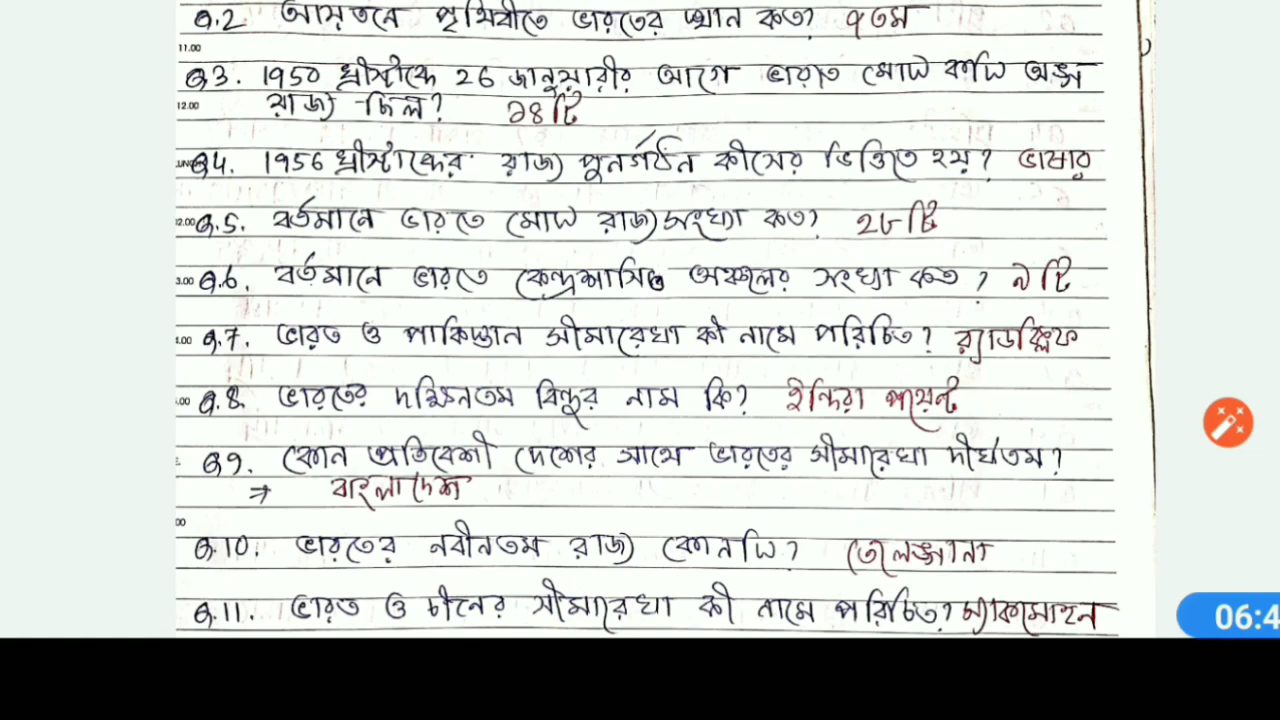 Q.2 আয়তনে পৃথিবীতে ভারতের স্থান কত? ৭তম
11.00
Q3. 1950 খ্রীস্টাব্দে 26 জানুয়ারীর আগে ভারতে মোট কটি অঙ্গ
12.00 রাজ্য ছিল? ১৪টি
Q4. 1956 খ্রীস্টাব্দের রাজ্য পুনর্গঠন কীসের ভিত্তিতে হয়? ভাষার
Q.5. বর্তমানে ভারতে মোট রাজ্যসংখ্যা কত? ২৮টি
3.00 Q.6. বর্তমানে ভারতে কেন্দ্রশাসিত অঞ্চলের সংখ্যা কত? ৯টি
Q.7. ভারত ও পাকিস্তান সীমারেখা কী নামে পরিচিত? র‍্যাডক্লিফ
Q.8 ভারতের দক্ষিনতম বিন্দুর নাম কি? ইন্দিরা পয়েন্ট
Q9. কোন প্রতিবেশী দেশের সাথে ভারতের সীমারেখা দীর্ঘতম?
⇒ বাংলাদেশ
Q.10. ভারতের নবীনতম রাজ্য কোনটি? তেলেঙ্গানা
Q.11. ভারত ও চীনের সীমারেখা কী নামে পরিচিত? ম্যাকমোহন
06:4